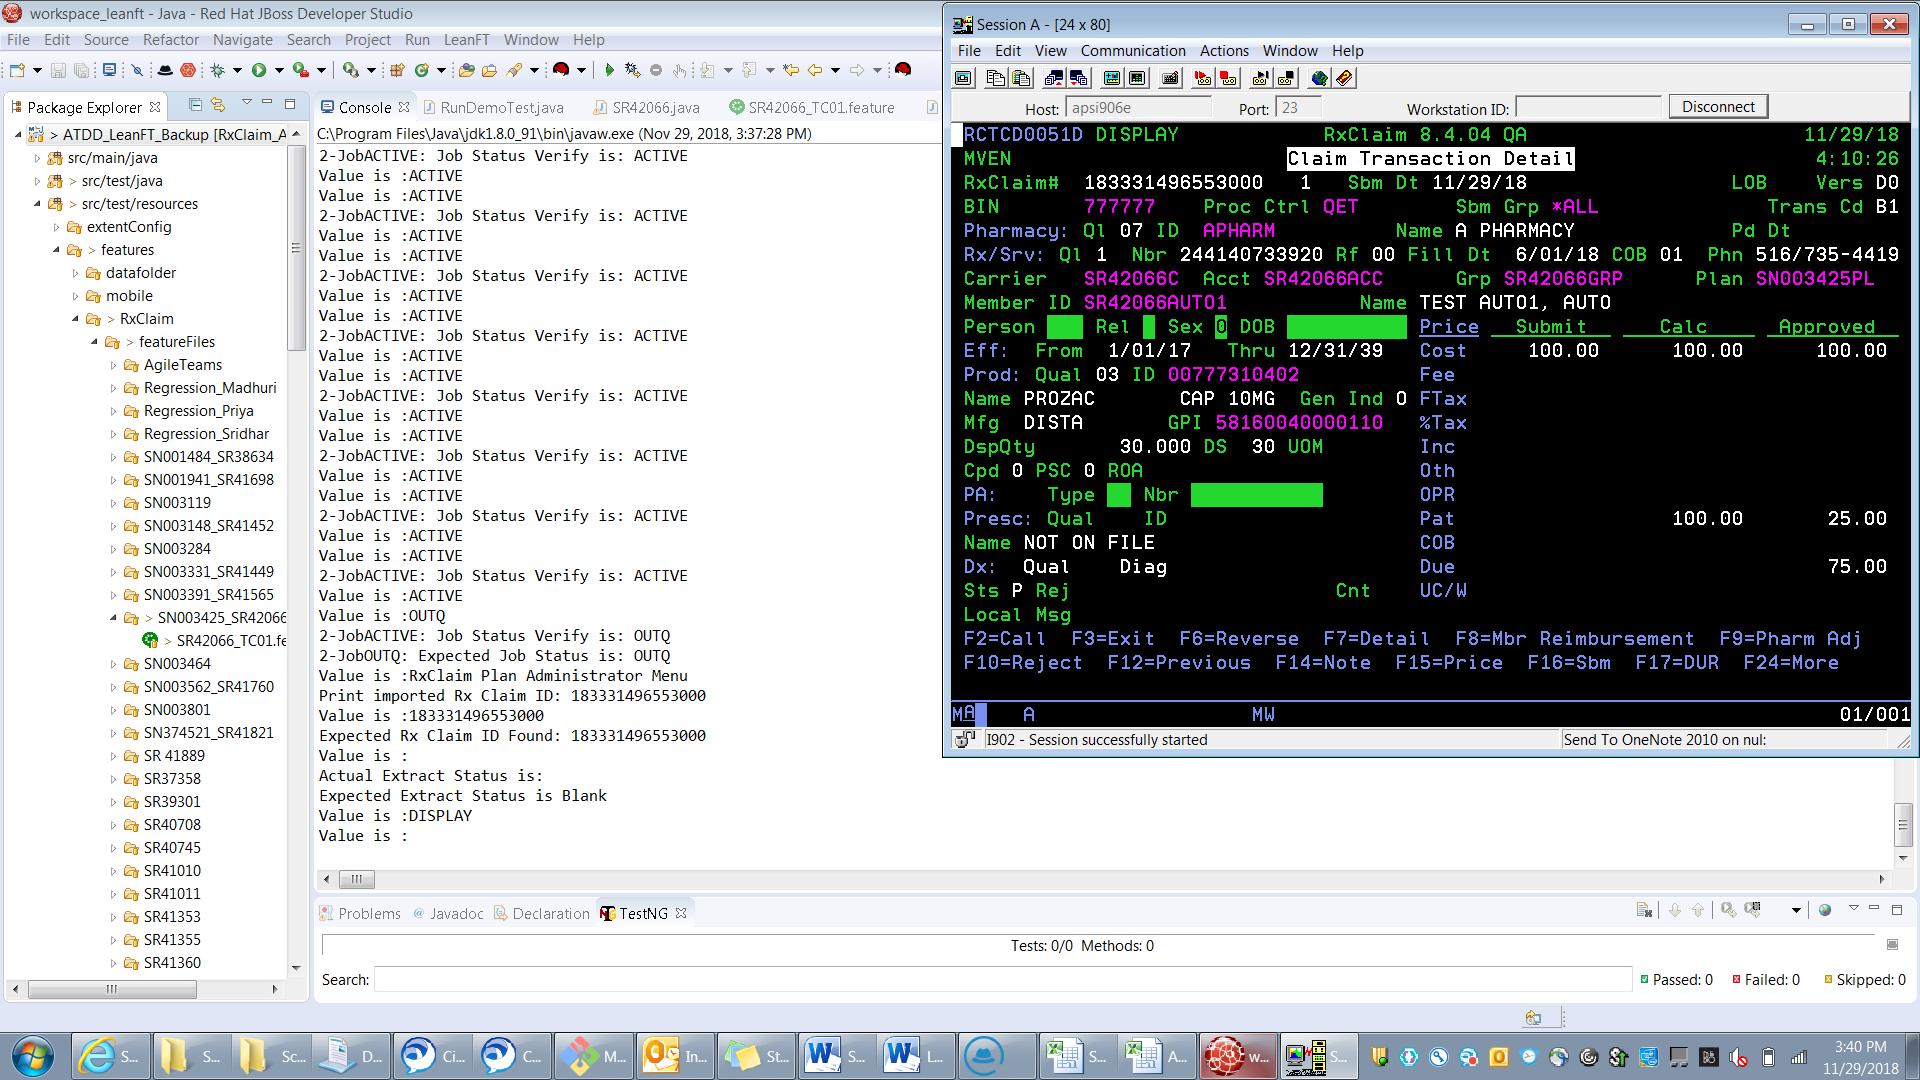 workspace_leanft - Java - Red Hat JBoss Developer Studio
File Edit Source Refactor Navigate Search Project Run LeanFT Window Help
Package Explorer
> ATDD_LeanFT_Backup [RxClaim_A
src/main/java
> src/test/java
> src/test/resources
extentConfig
> features
datafolder
mobile
> RxClaim
> featureFiles
AgileTeams
Regression_Madhuri
Regression_Priya
Regression_Sridhar
SN001484_SR38634
SN001941_SR41698
SN003119
SN003148_SR41452
SN003284
SN003331_SR41449
SN003391_SR41565
> SN003425_SR42066
> SR42066_TC01.fe
SN003464
SN003562_SR41760
SN003801
SN374521_SR41821
SR 41889
SR37358
SR39301
SR40708
SR40745
SR41010
SR41011
SR41353
SR41355
SR41360
Console RunDemoTest.java SR42066.java SR42066_TC01.feature
C:\Program Files\Java\jdk1.8.0_91\bin\javaw.exe (Nov 29, 2018, 3:37:28 PM)
2-JobACTIVE: Job Status Verify is: ACTIVE
Value is :ACTIVE
Value is :ACTIVE
2-JobACTIVE: Job Status Verify is: ACTIVE
Value is :ACTIVE
Value is :ACTIVE
2-JobACTIVE: Job Status Verify is: ACTIVE
Value is :ACTIVE
Value is :ACTIVE
2-JobACTIVE: Job Status Verify is: ACTIVE
Value is :ACTIVE
Value is :ACTIVE
2-JobACTIVE: Job Status Verify is: ACTIVE
Value is :ACTIVE
Value is :ACTIVE
2-JobACTIVE: Job Status Verify is: ACTIVE
Value is :ACTIVE
Value is :ACTIVE
2-JobACTIVE: Job Status Verify is: ACTIVE
Value is :ACTIVE
Value is :ACTIVE
2-JobACTIVE: Job Status Verify is: ACTIVE
Value is :ACTIVE
Value is :OUTQ
2-JobACTIVE: Job Status Verify is: OUTQ
2-JobOUTQ: Expected Job Status is: OUTQ
Value is :RxClaim Plan Administrator Menu
Print imported Rx Claim ID: 183331496553000
Value is :183331496553000
Expected Rx Claim ID Found: 183331496553000
Value is :
Actual Extract Status is:
Expected Extract Status is Blank
Value is :DISPLAY
Value is :
Problems @ Javadoc Declaration TestNG
Tests: 0/0 Methods: 0
Search: Passed: 0 Failed: 0 Skipped: 0
Session A - [24 x 80]
File Edit View Communication Actions Window Help
Host: apsi906e Port: 23 Workstation ID: Disconnect
RCTCD0051D DISPLAY RxClaim 8.4.04 QA 11/29/18
MVEN Claim Transaction Detail 4:10:26
RxClaim# 183331496553000 1 Sbm Dt 11/29/18 LOB Vers D0
BIN 777777 Proc Ctrl QET Sbm Grp *ALL Trans Cd B1
Pharmacy: Ql 07 ID APHARM Name A PHARMACY Pd Dt
Rx/Srv: Ql 1 Nbr 244140733920 Rf 00 Fill Dt 6/01/18 COB 01 Phn 516/735-4419
Carrier SR42066C Acct SR42066ACC Grp SR42066GRP Plan SN003425PL
Member ID SR42066AUTO1 Name TEST AUTO1, AUTO
Person Rel Sex 0 DOB Price Submit Calc Approved
Eff: From 1/01/17 Thru 12/31/39 Cost 100.00 100.00 100.00
Prod: Qual 03 ID 00777310402 Fee
Name PROZAC CAP 10MG Gen Ind O FTax
Mfg DISTA GPI 58160040000110 %Tax
DspQty 30.000 DS 30 UOM Inc
Cpd 0 PSC 0 ROA Oth
PA: Type Nbr OPR
Presc: Qual ID Pat 100.00 25.00
Name NOT ON FILE COB
Dx: Qual Diag Due 75.00
Sts P Rej Cnt UC/W
Local Msg
F2=Call F3=Exit F6=Reverse F7=Detail F8=Mbr Reimbursement F9=Pharm Adj
F10=Reject F12=Previous F14=Note F15=Price F16=Sbm F17=DUR F24=More
MA A MW 01/001
I902 - Session successfully started Send To OneNote 2010 on nul:
S... S... Sc... D... Ci... C... M... In... St... S... L... S... A... w... S...
3:40 PM
11/29/2018